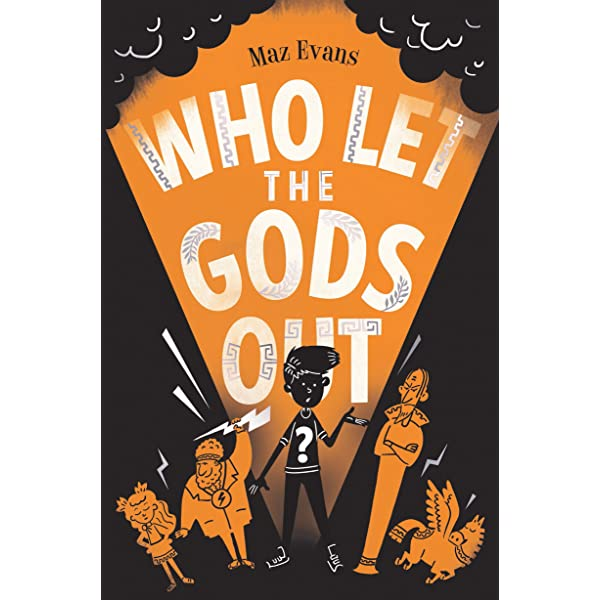 Maz Evans
WHO LET
THE
GODS
OUT
?